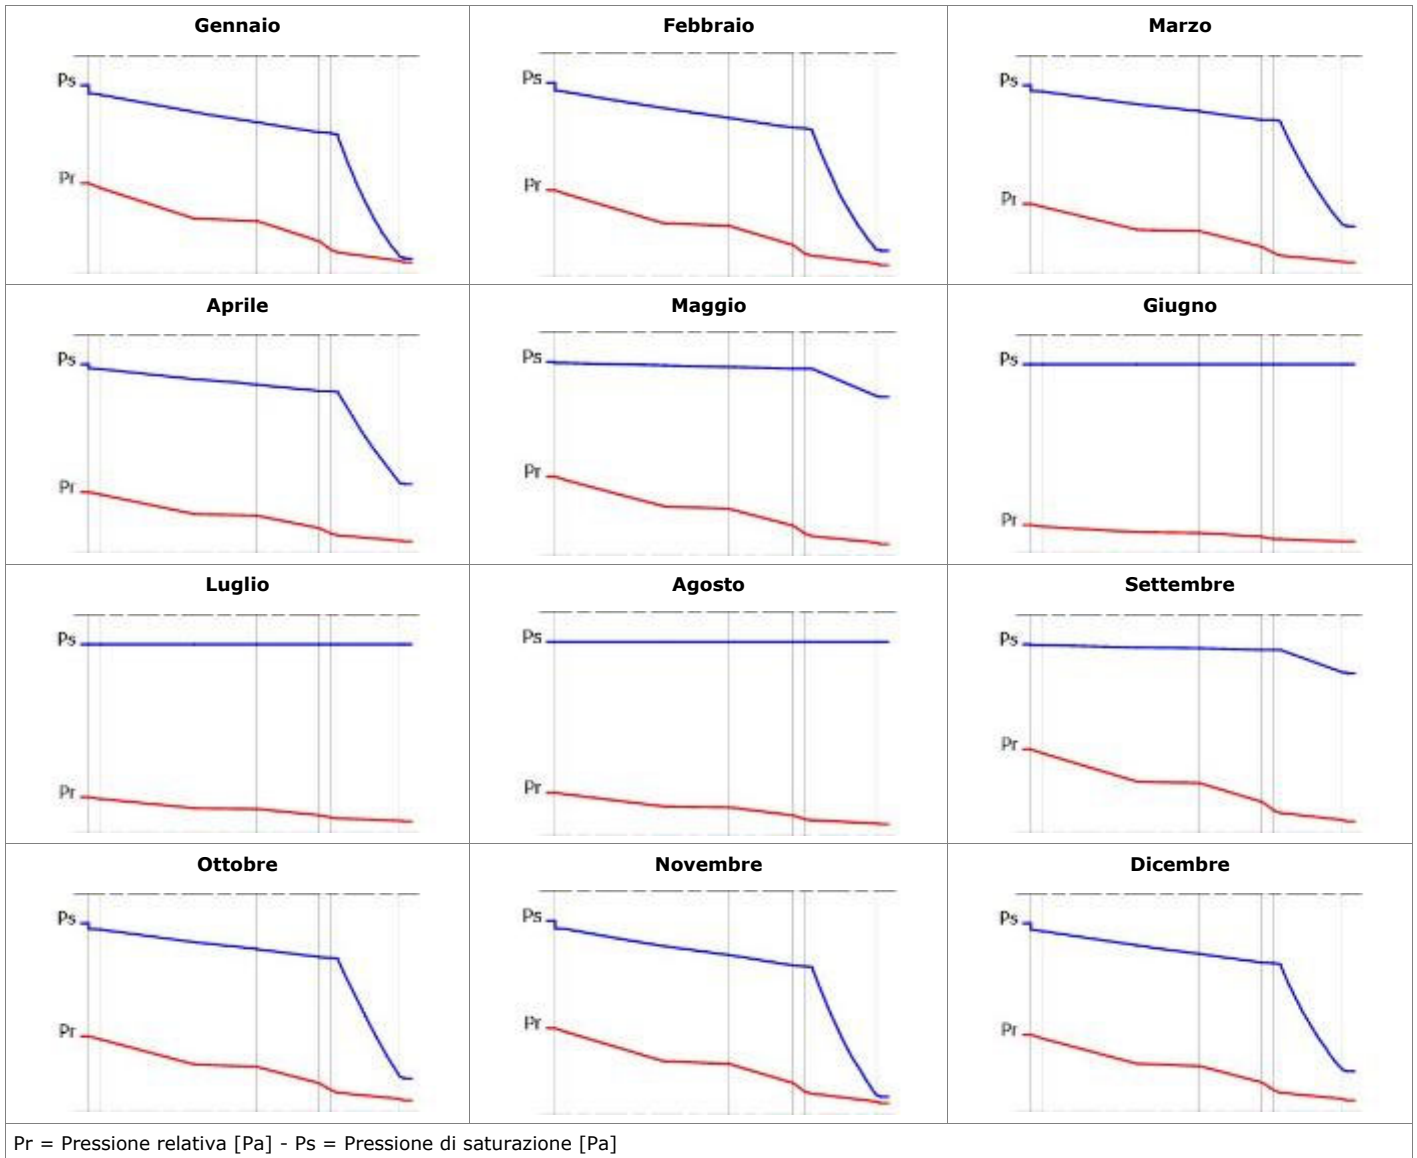 Gennaio Febbraio Marzo
Ps Ps Ps
Pr Pr Pr
Aprile Maggio Giugno
Ps Ps Ps
Pr Pr Pr
Luglio Agosto Settembre
Ps Ps Ps
Pr Pr Pr
Ottobre Novembre Dicembre
Ps Ps Ps
Pr Pr Pr
Pr = Pressione relativa [Pa] - Ps = Pressione di saturazione [Pa]